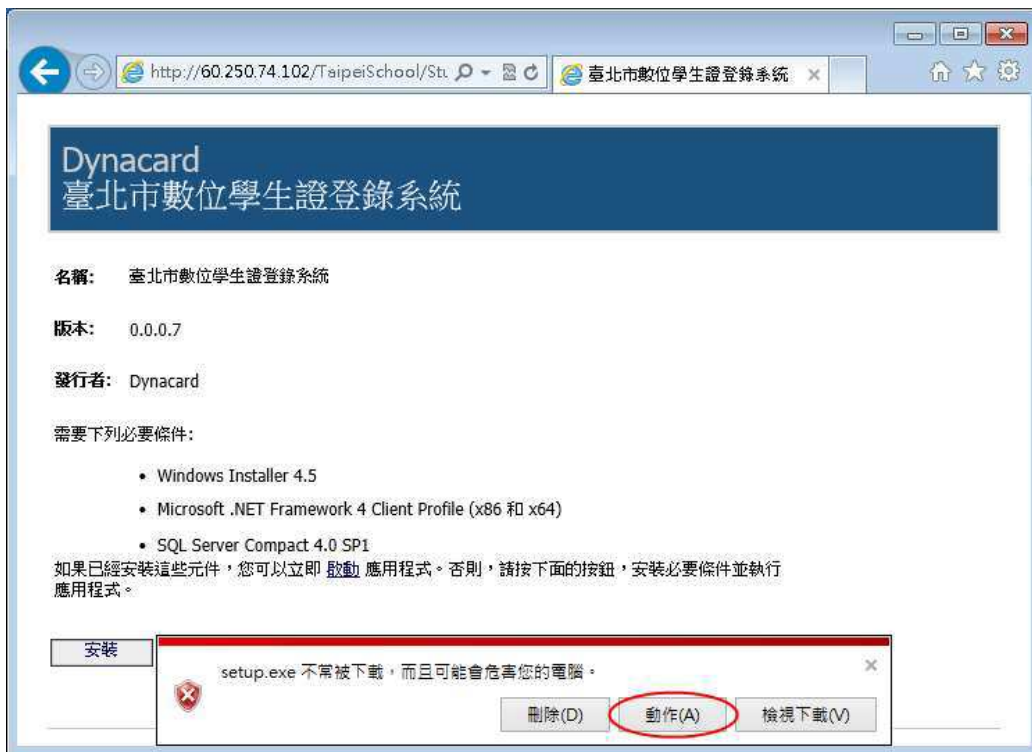 http://60.250.74.102/TaipeiSchool/Stu
臺北市數位學生證登錄系統
Dynacard
臺北市數位學生證登錄系統
名稱: 臺北市數位學生證登錄系統
版本: 0.0.0.7
發行者: Dynacard
需要下列必要條件:
• Windows Installer 4.5
• Microsoft .NET Framework 4 Client Profile (x86 和 x64)
• SQL Server Compact 4.0 SP1
如果已經安裝這些元件，您可以立即 啟動 應用程式。否則，請按下面的按鈕，安裝必要條件並執行
應用程式。
安裝
setup.exe 不常被下載，而且可能會危害您的電腦。
刪除(D) 動作(A) 檢視下載(V)